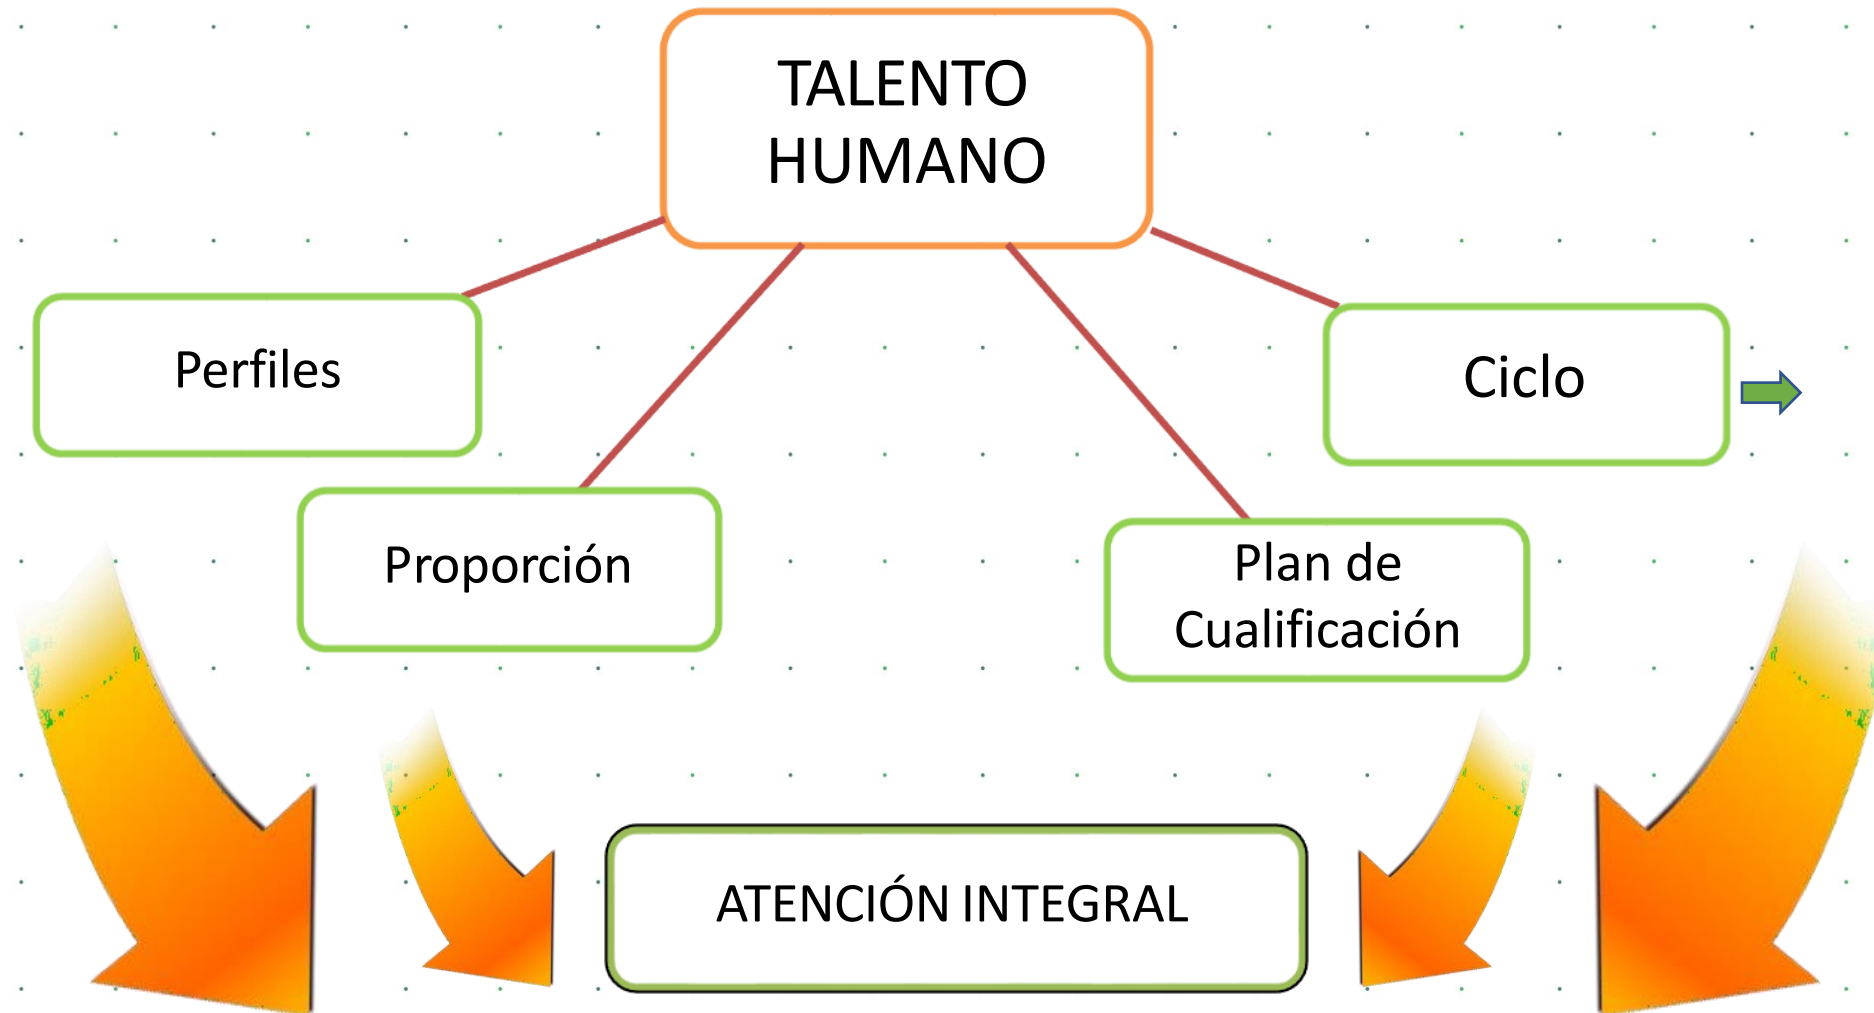 TALENTO
HUMANO
Perfiles
Ciclo
Proporción
Plan de
Cualificación
ATENCIÓN INTEGRAL